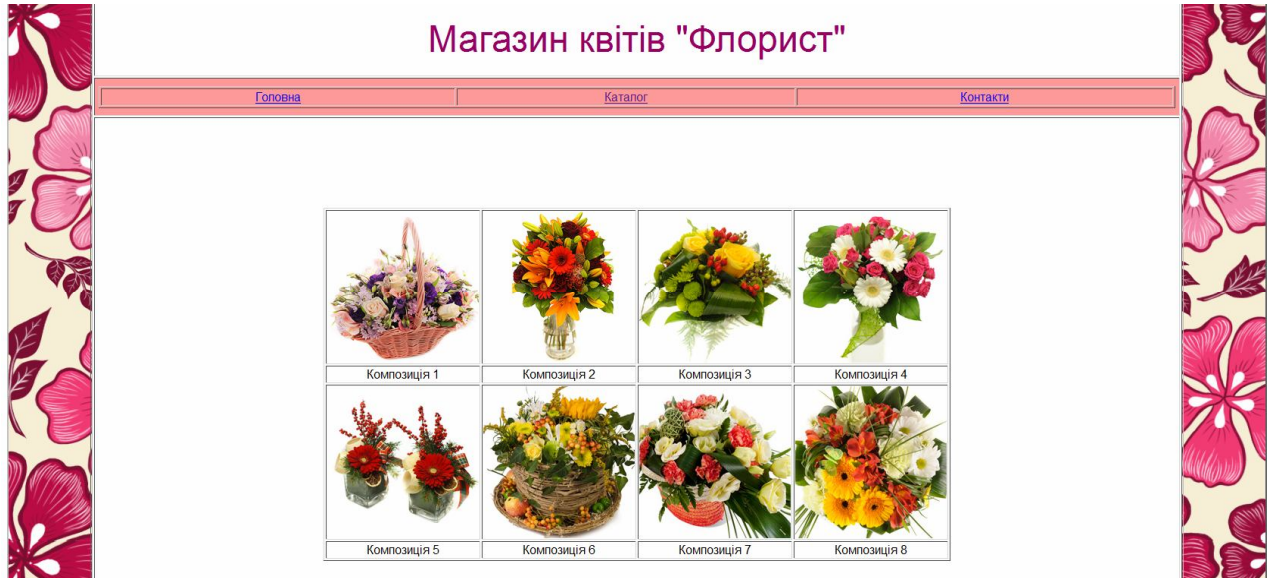 Магазин квітів "Флорист"
Головна Каталог Контакти
Композиція 1 Композиція 2 Композиція 3 Композиція 4
Композиція 5 Композиція 6 Композиція 7 Композиція 8